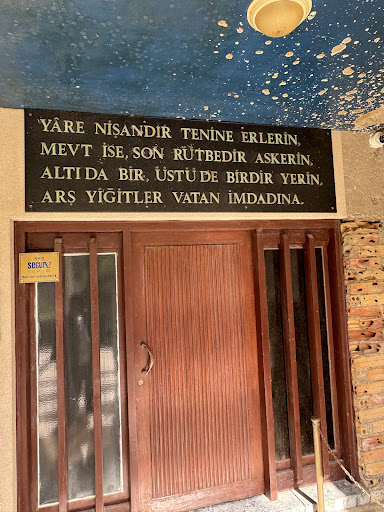 YÂRE NİŞANDIR TENİNE ERLERİN,
MEVT İSE, SON RÜTBEDİR ASKERİN,
ALTI DA BİR, ÜSTÜ DE BİRDİR YERİN,
ARŞ YİĞİTLER VATAN İMDADINA.